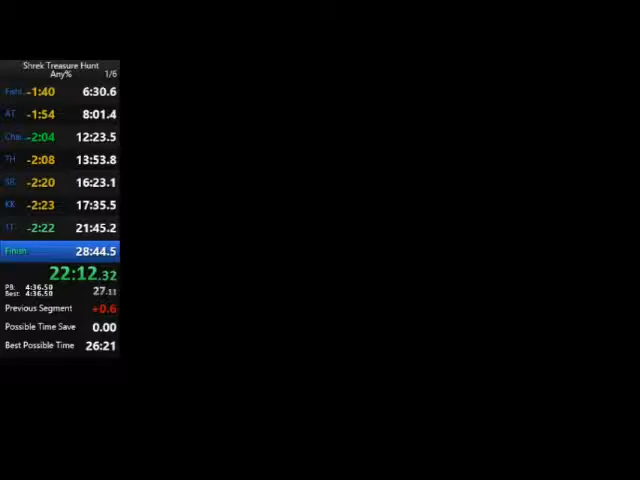 Shrek Treasure Hunt
Any% 1/6
-1:40 6:30.6
AT -1:54 8:01.4
-2:04 12:23.5
TH -2:08 13:53.8
-2:20 16:23.1
KK -2:23 17:35.5
-2:22 21:45.2
Finish 28:44.5
22:12.32
PB: 4:36.50
Best: 4:36.50 27.11
Previous Segment +0.6
Possible Time Save 0.00
Best Possible Time 26:21